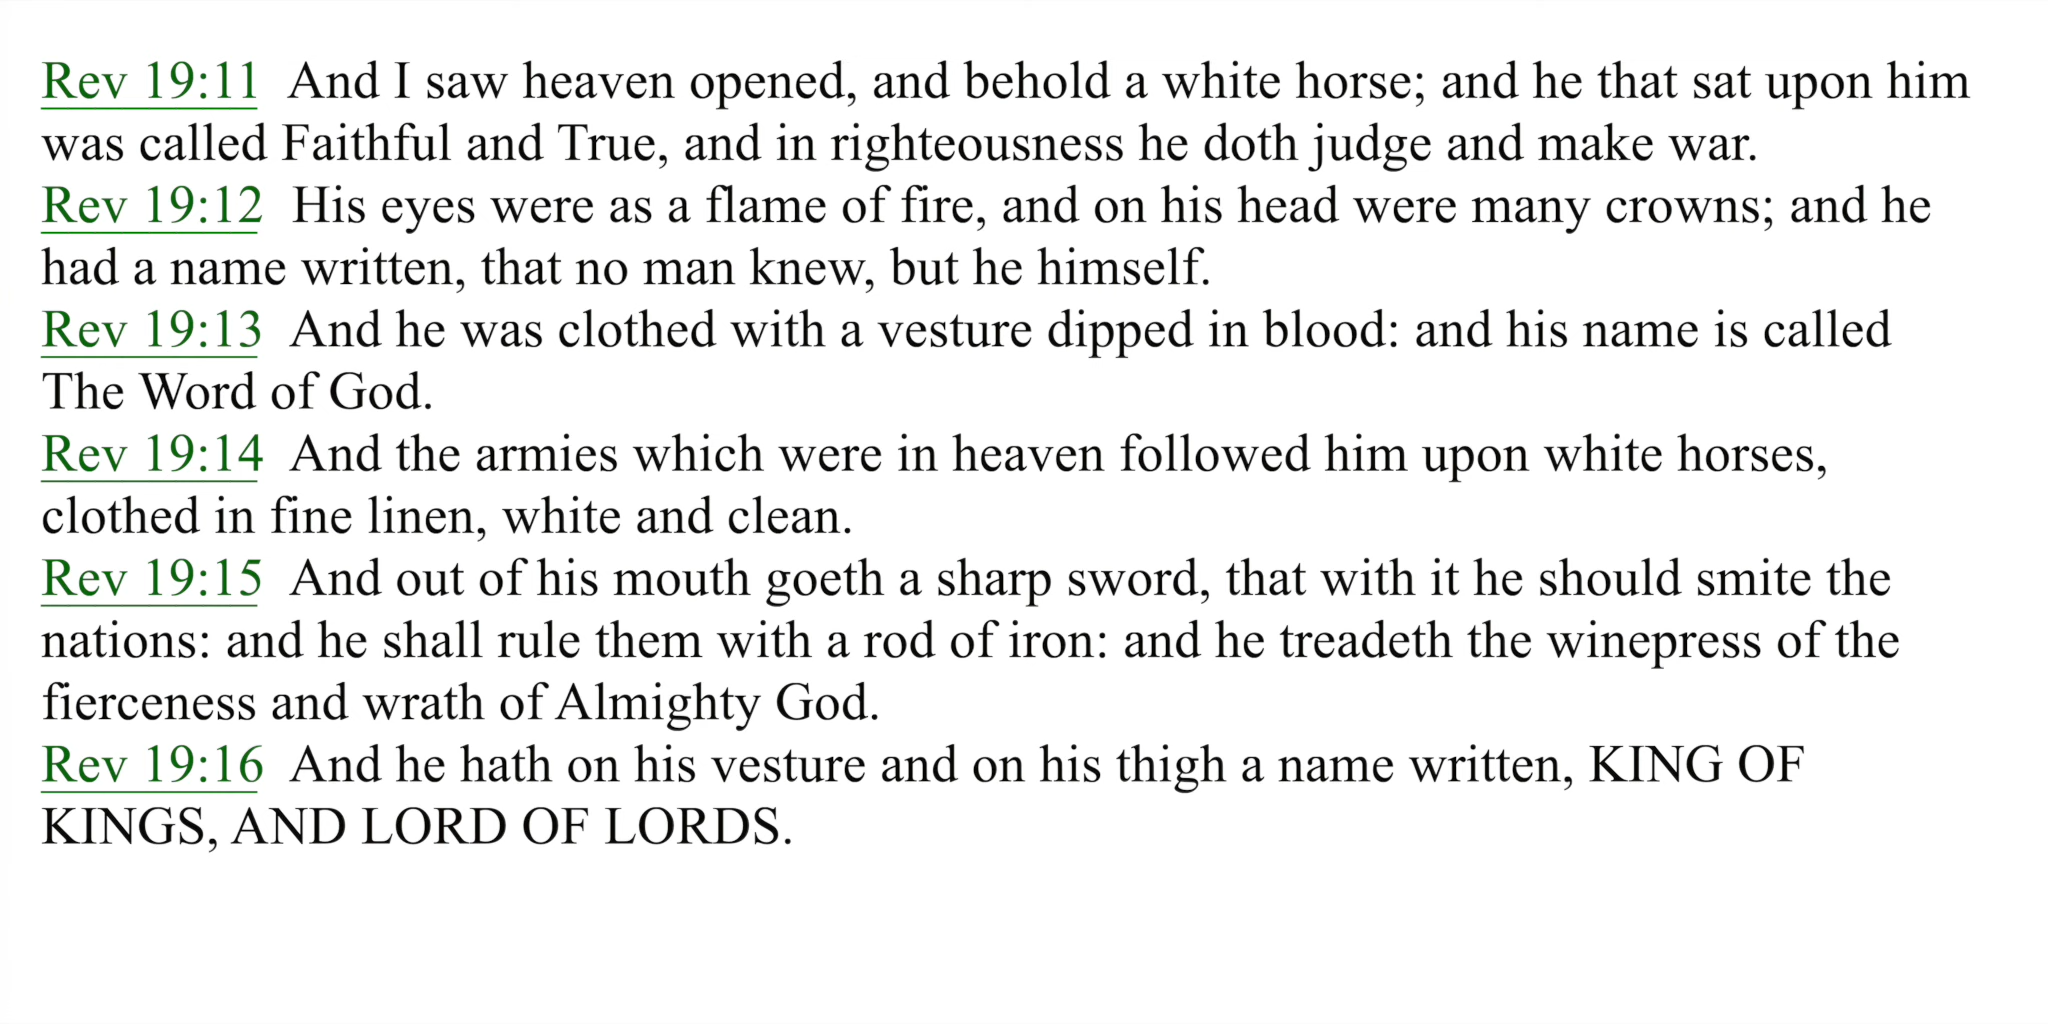 Rev 19:11  And I saw heaven opened, and behold a white horse; and he that sat upon him
was called Faithful and True, and in righteousness he doth judge and make war.
Rev 19:12  His eyes were as a flame of fire, and on his head were many crowns; and he
had a name written, that no man knew, but he himself.
Rev 19:13  And he was clothed with a vesture dipped in blood: and his name is called
The Word of God.
Rev 19:14  And the armies which were in heaven followed him upon white horses,
clothed in fine linen, white and clean.
Rev 19:15  And out of his mouth goeth a sharp sword, that with it he should smite the
nations: and he shall rule them with a rod of iron: and he treadeth the winepress of the
fierceness and wrath of Almighty God.
Rev 19:16  And he hath on his vesture and on his thigh a name written, KING OF
KINGS, AND LORD OF LORDS.